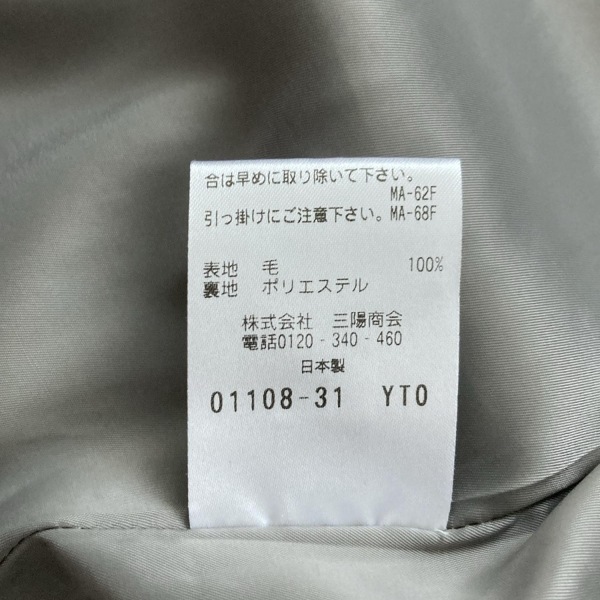 合は早めに取り除いて下さい。
MA-62F
引っ掛けにご注意下さい。MA-68F
表地 毛 100%
裏地 ポリエステル
株式会社 三陽商会
電話0120-340-460
日本製
01108-31 YTO